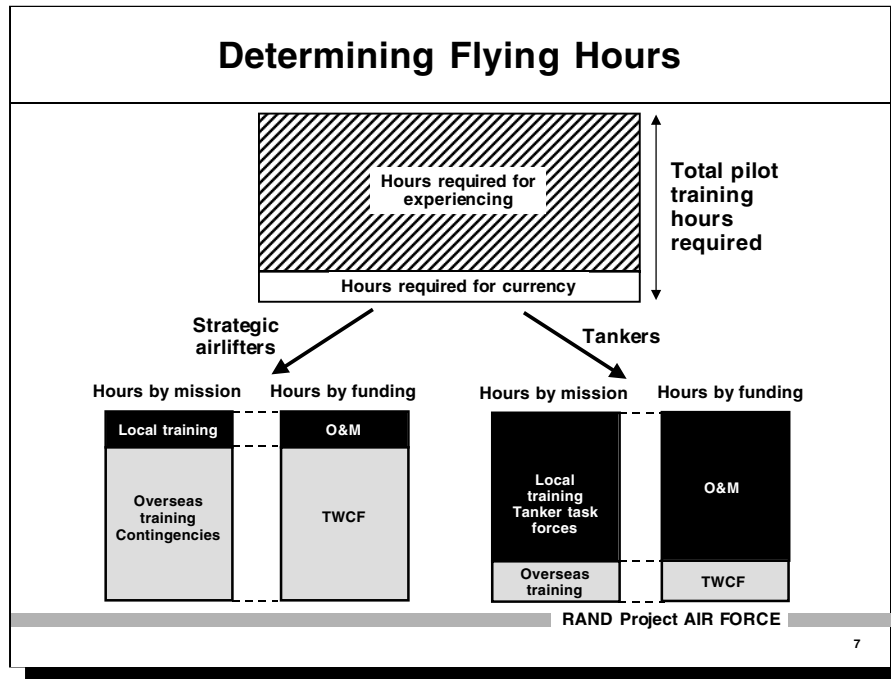 Determining Flying Hours
Hours required for
experiencing
Total pilot
training
hours
required
Hours required for currency
Strategic
airlifters
Tankers
Hours by mission
Hours by funding
Hours by mission
Hours by funding
Local training
O&M
Overseas
training
Contingencies
TWCF
Local
training
Tanker task
forces
O&M
Overseas
training
TWCF
RAND Project AIR FORCE
7